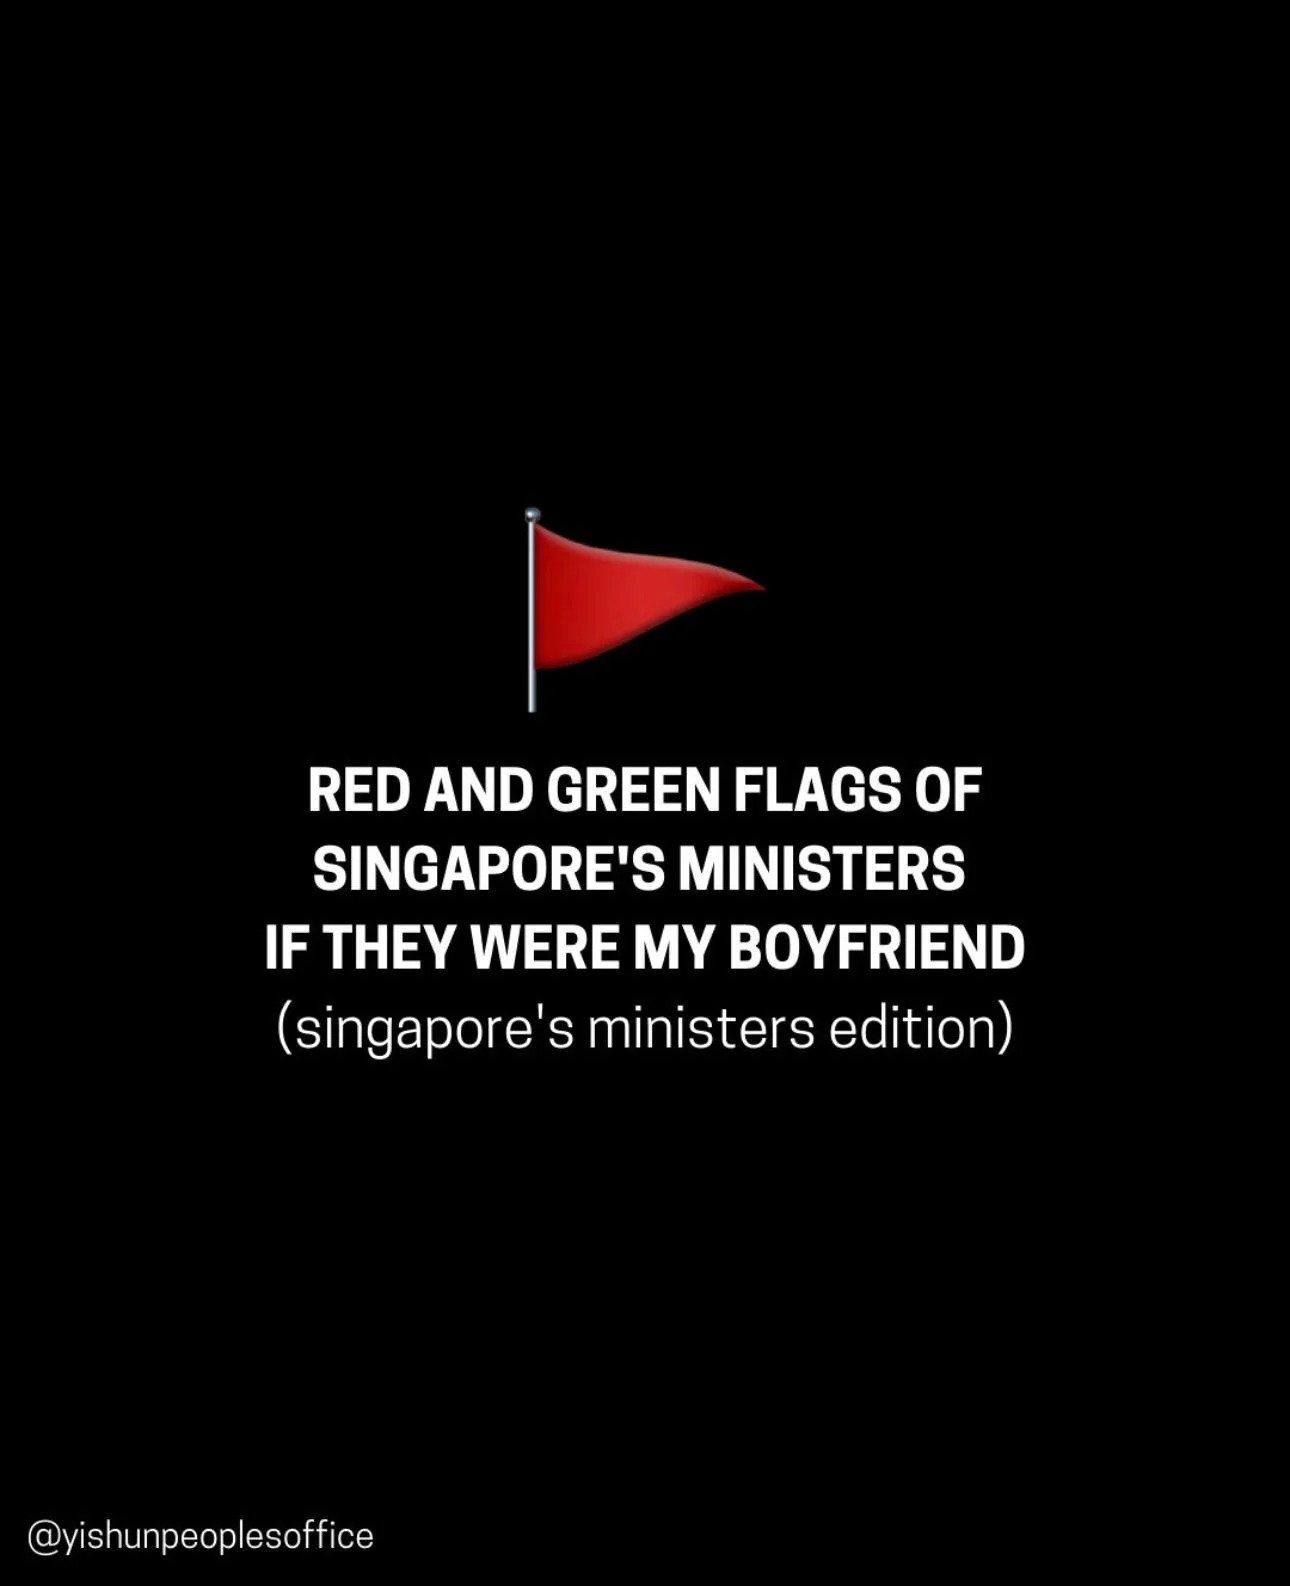 RED AND GREEN FLAGS OF
SINGAPORE'S MINISTERS
IF THEY WERE MY BOYFRIEND
(singapore's ministers edition)
@yishunpeoplesoffice